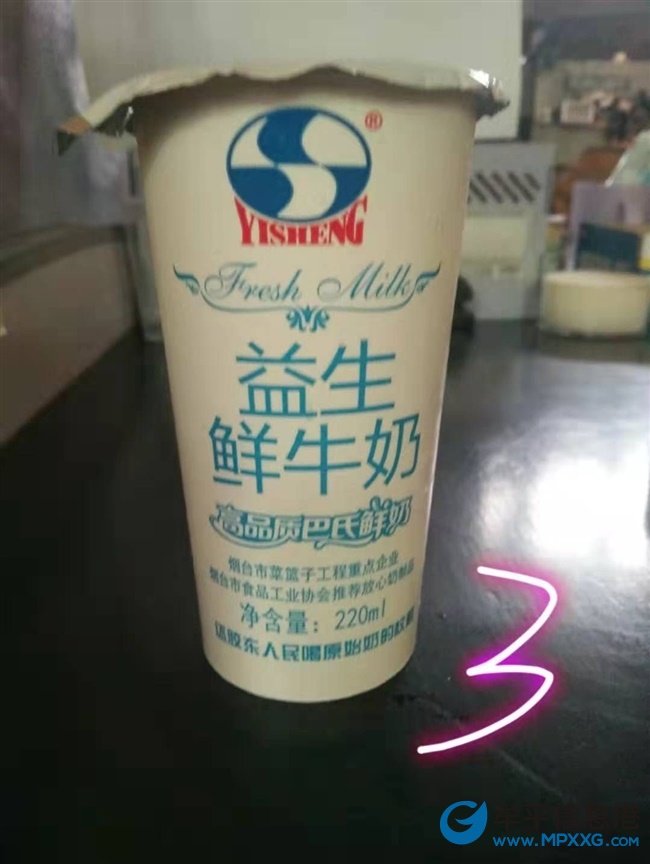 ®
YISHENG
Fresh Milk
益生
鲜牛奶
高品质巴氏鲜奶
烟台市菜篮子工程重点企业
烟台市食品工业协会推荐放心奶制品
净含量：220ml
胶东人民喝原始奶的
3
www.MPXXG.COM